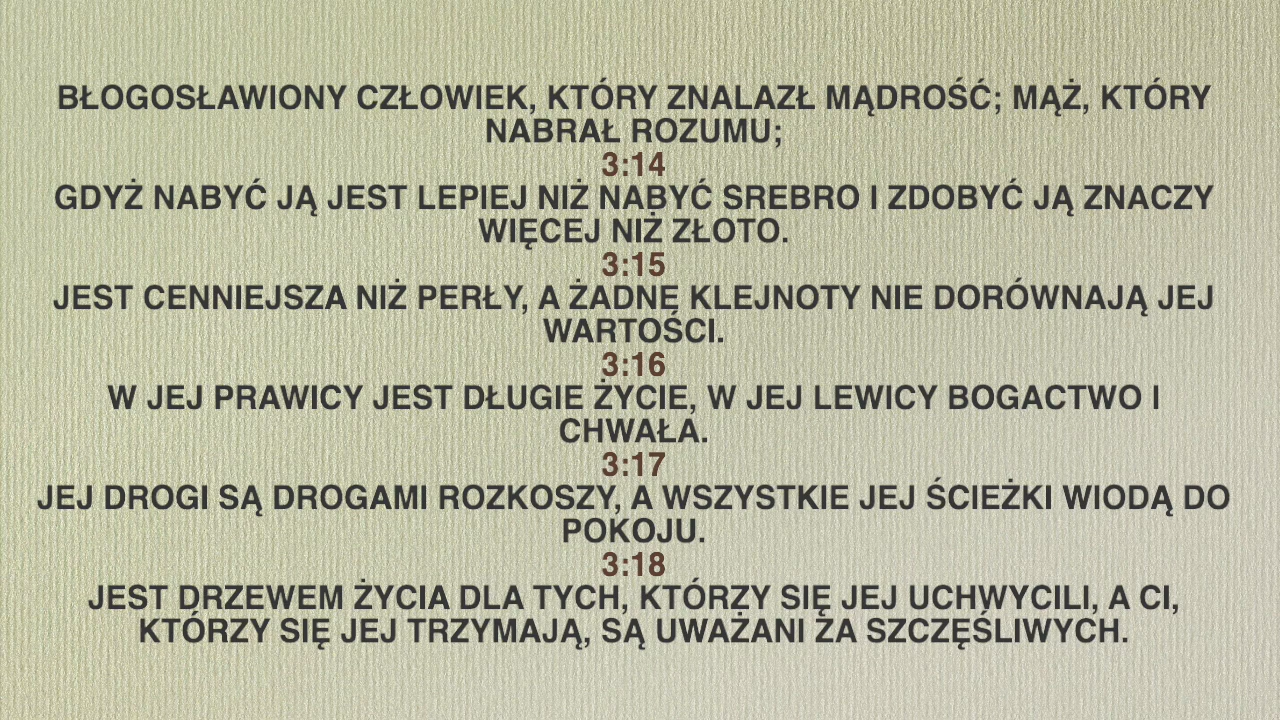 BŁOGOSŁAWIONY CZŁOWIEK, KTÓRY ZNALAZŁ MĄDROŚĆ; MĄŻ, KTÓRY
NABRAŁ ROZUMU;
3:14
GDYŻ NABYĆ JĄ JEST LEPIEJ NIŻ NABYĆ SREBRO I ZDOBYĆ JĄ ZNACZY
WIĘCEJ NIŻ ZŁOTO.
3:15
JEST CENNIEJSZA NIŻ PERŁY, A ŻADNE KLEJNOTY NIE DORÓWNAJĄ JEJ
WARTOŚCI.
3:16
W JEJ PRAWICY JEST DŁUGIE ŻYCIE, W JEJ LEWICY BOGACTWO I
CHWAŁA.
3:17
JEJ DROGI SĄ DROGAMI ROZKOSZY, A WSZYSTKIE JEJ ŚCIEŻKI WIODĄ DO
POKOJU.
3:18
JEST DRZEWEM ŻYCIA DLA TYCH, KTÓRZY SIĘ JEJ UCHWYCILI, A CI,
KTÓRZY SIĘ JEJ TRZYMAJĄ, SĄ UWAŻANI ZA SZCZĘŚLIWYCH.